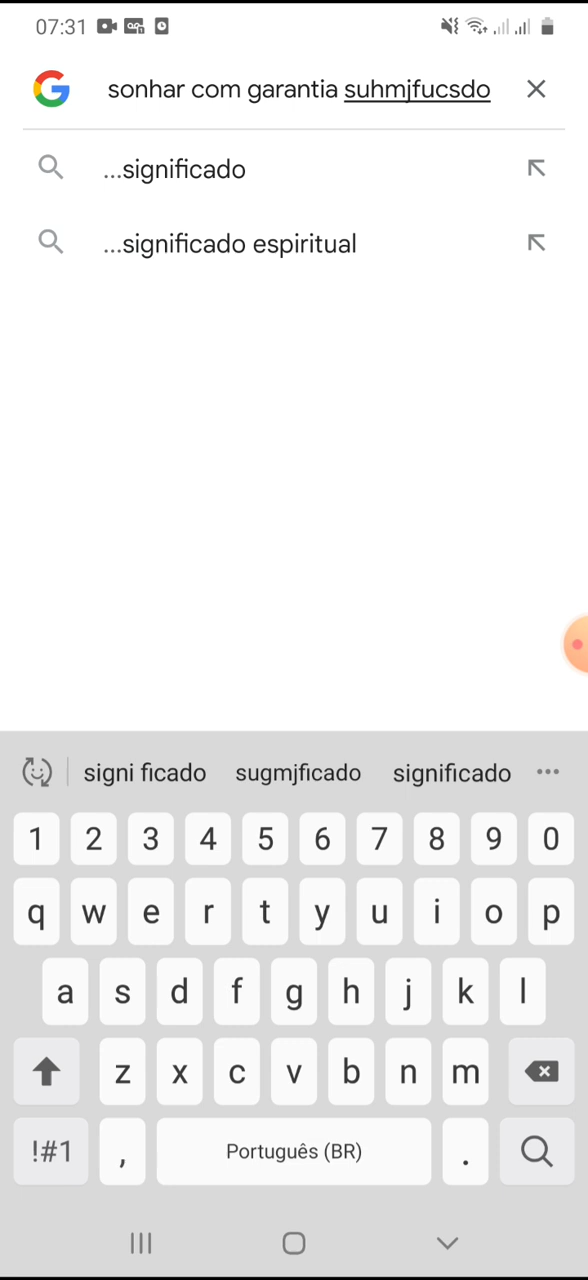 07:31
sonhar com garantia suhmjfucsdo
...significado
...significado espiritual
signi ficado sugmjficado significado
1 2 3 4 5 6 7 8 9 0
q w e r t y u i o p
a s d f g h j k l
z x c v b n m
!#1 , Português (BR) .